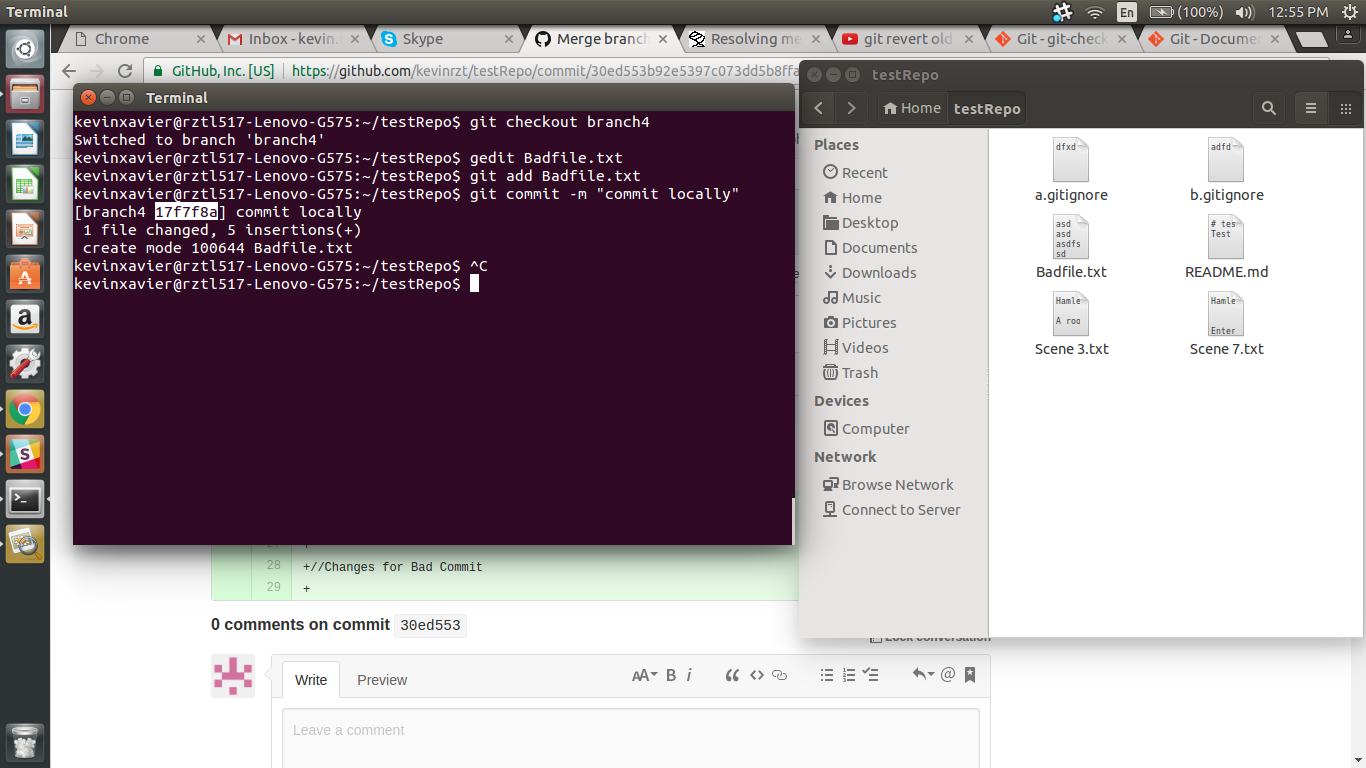 Terminal
En
(100%)
12:55 PM
Chrome
Inbox - kevin.
Skype
Merge branch
Resolving me
git revert old
Git - git-check
Git - Docume
GitHub, Inc. [US]
https://github.com/kevinrzt/testRepo/commit/30ed553b92e5397c073dd5b8ffa
Terminal
kevinxavier@rztl517-Lenovo-G575:~/testRepo$ git checkout branch4
Switched to branch 'branch4'
kevinxavier@rztl517-Lenovo-G575:~/testRepo$ gedit Badfile.txt
kevinxavier@rztl517-Lenovo-G575:~/testRepo$ git add Badfile.txt
kevinxavier@rztl517-Lenovo-G575:~/testRepo$ git commit -m "commit locally"
[branch4 17f7f8a] commit locally
 1 file changed, 5 insertions(+)
 create mode 100644 Badfile.txt
kevinxavier@rztl517-Lenovo-G575:~/testRepo$ ^C
kevinxavier@rztl517-Lenovo-G575:~/testRepo$
testRepo
Home
testRepo
Places
Recent
Home
Desktop
Documents
Downloads
Music
Pictures
Videos
Trash
Devices
Computer
Network
Browse Network
Connect to Server
dfxd
a.gitignore
adfd
b.gitignore
asd
asd
asdfs
sd
Badfile.txt
# tes
Test
README.md
Hamle
A roo
Scene 3.txt
Hamle
Enter
Scene 7.txt
28 +//Changes for Bad Commit
29 +
0 comments on commit 30ed553
Lock conversation
Write
Preview
AA
B
i
@
Leave a comment